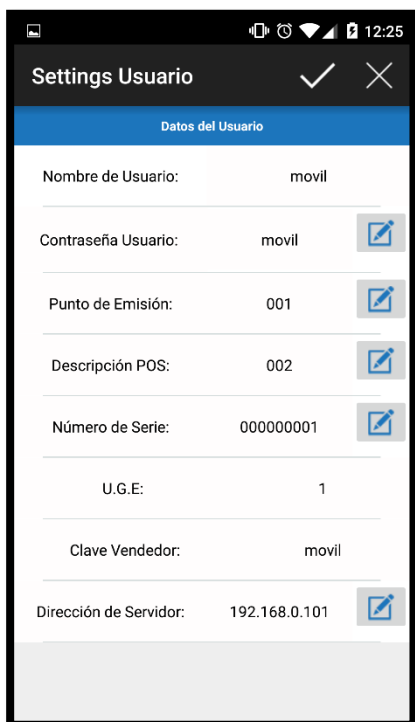 12:25
Settings Usuario
Datos del Usuario
Nombre de Usuario: movil
Contraseña Usuario: movil
Punto de Emisión: 001
Descripción POS: 002
Número de Serie: 000000001
U.G.E: 1
Clave Vendedor: movil
Dirección de Servidor: 192.168.0.101